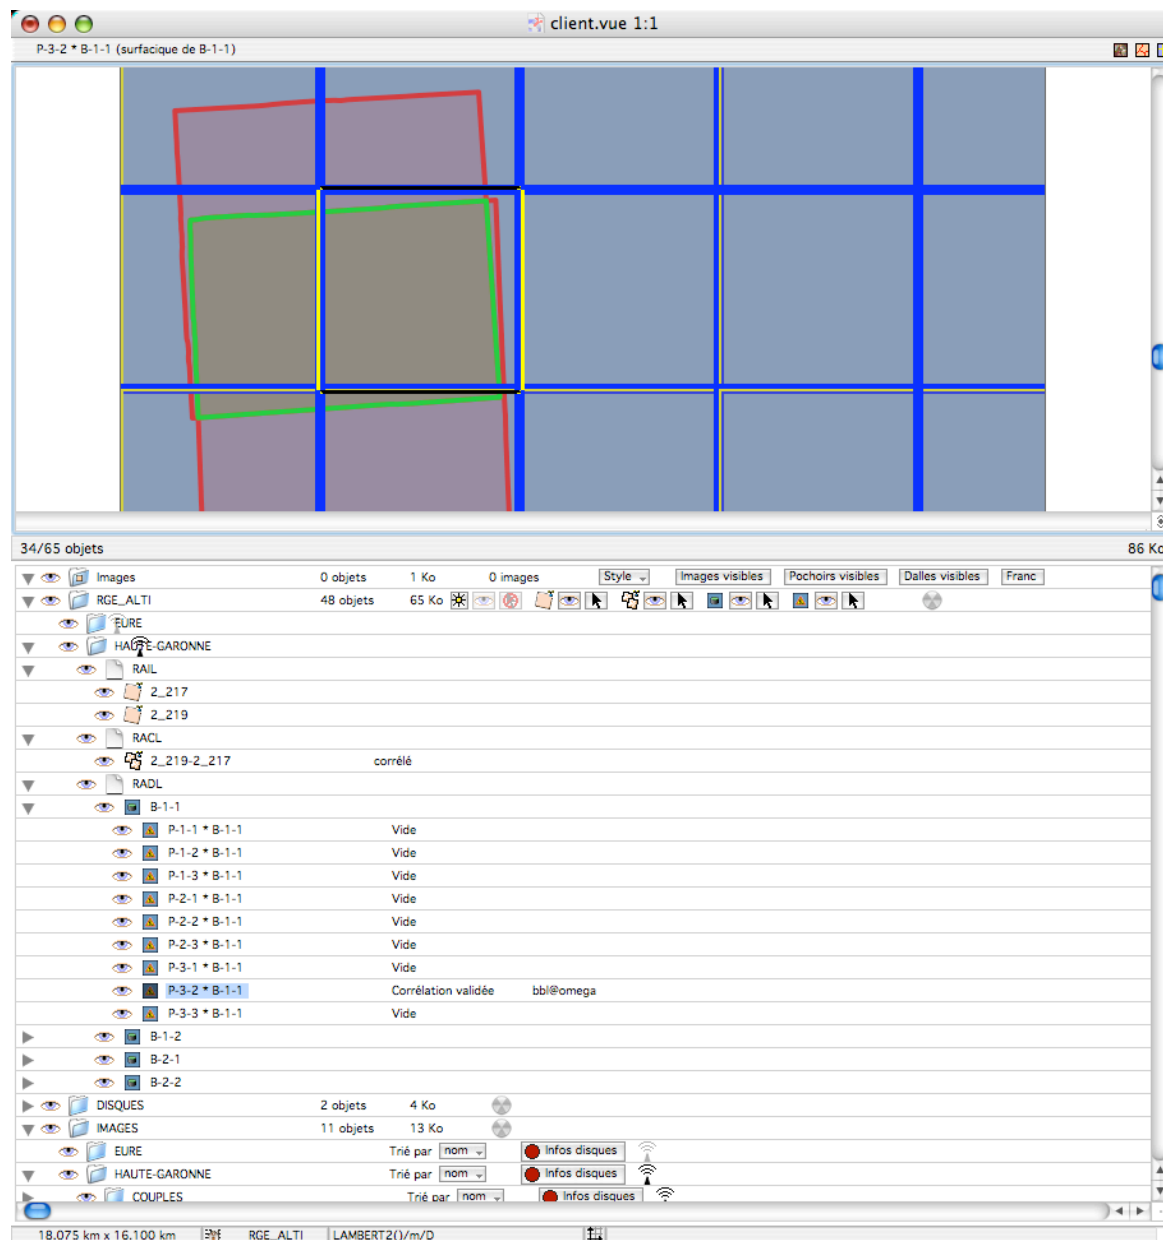 client.vue 1:1
P-3-2 * B-1-1 (surfacique de B-1-1)
34/65 objets 86 Ko
Images 0 objets 1 Ko 0 images Style Images visibles Pochoirs visibles Dalles visibles Franc
RGE_ALTI 48 objets 65 Ko
EURE
HAUTE-GARONNE
RAIL
2_217
2_219
RACL
2_219-2_217 corrélé
RADL
B-1-1
P-1-1 * B-1-1 Vide
P-1-2 * B-1-1 Vide
P-1-3 * B-1-1 Vide
P-2-1 * B-1-1 Vide
P-2-2 * B-1-1 Vide
P-2-3 * B-1-1 Vide
P-3-1 * B-1-1 Vide
P-3-2 * B-1-1 Corrélation validée bbl@omega
P-3-3 * B-1-1 Vide
B-1-2
B-2-1
B-2-2
DISQUES 2 objets 4 Ko
IMAGES 11 objets 13 Ko
EURE Trié par nom Infos disques
HAUTE-GARONNE Trié par nom Infos disques
COUPLES Trié par nom Infos disques
18.075 km x 16.100 km RGE_ALTI LAMBERT2()/m/D